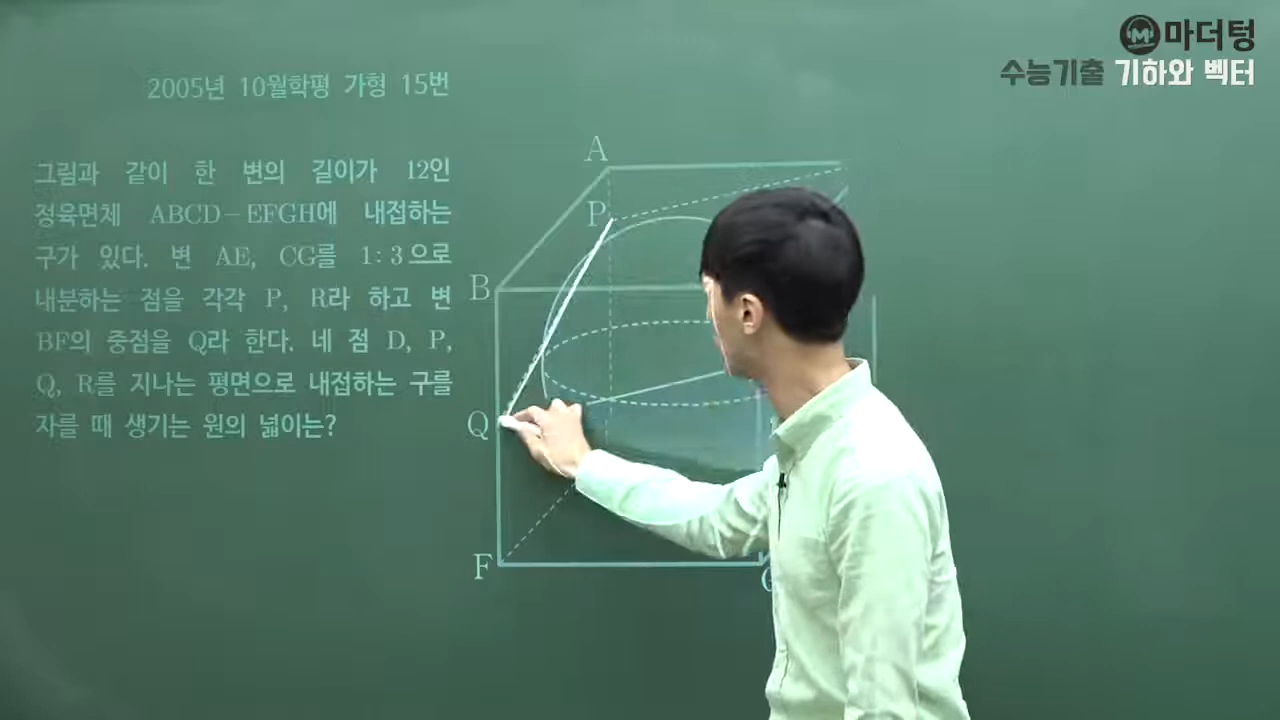 마더텅
수능기출 기하와 벡터
2005년 10월학평 가형 15번
그림과 같이 한 변의 길이가 12인
정육면체 ABCD-EFGH에 내접하는
구가 있다. 변 AE, CG를 1:3으로
내분하는 점을 각각 P, R라 하고 변
BF의 중점을 Q라 한다. 네 점 D, P,
Q, R를 지나는 평면으로 내접하는 구를
자를 때 생기는 원의 넓이는?
A
P
B
Q
F